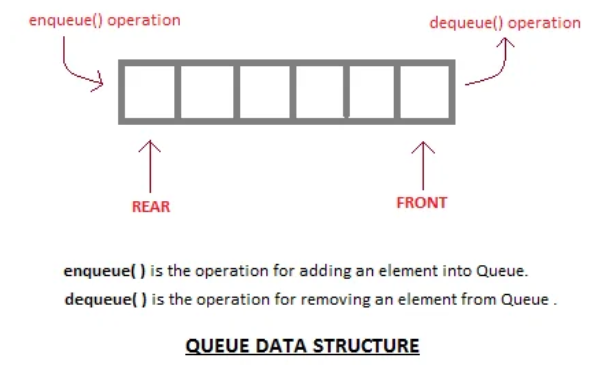 enqueue() operation
dequeue() operation
REAR
FRONT
enqueue( ) is the operation for adding an element into Queue.
dequeue( ) is the operation for removing an element from Queue .
QUEUE DATA STRUCTURE